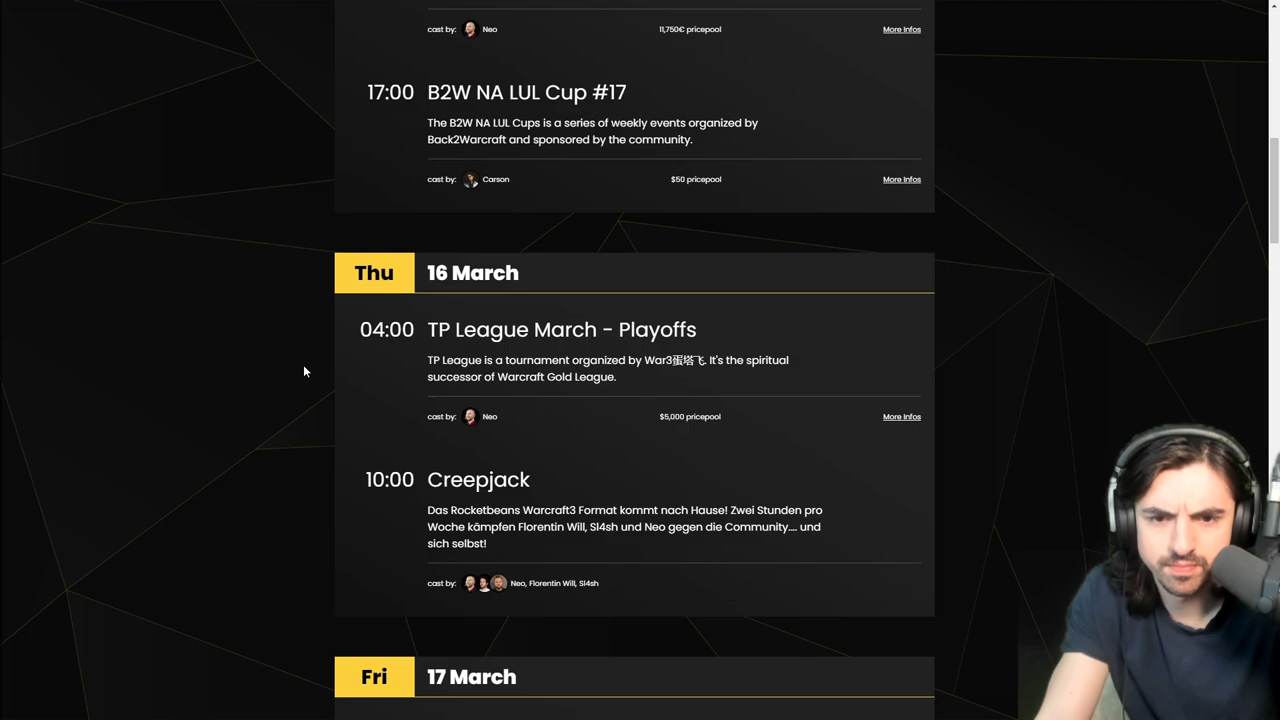 cast by: Neo 11,750€ pricepool More Infos
17:00 B2W NA LUL Cup #17
The B2W NA LUL Cups is a series of weekly events organized by
Back2Warcraft and sponsored by the community.
cast by: Carson $50 pricepool More Infos
Thu 16 March
04:00 TP League March - Playoffs
TP League is a tournament organized by War3蛋塔飞. It's the spiritual
successor of Warcraft Gold League.
cast by: Neo $5,000 pricepool More Infos
10:00 Creepjack
Das Rocketbeans Warcraft3 Format kommt nach Hause! Zwei Stunden pro
Woche kämpfen Florentin Will, Sl4sh und Neo gegen die Community.... und
sich selbst!
cast by: Neo, Florentin Will, Sl4sh
Fri 17 March